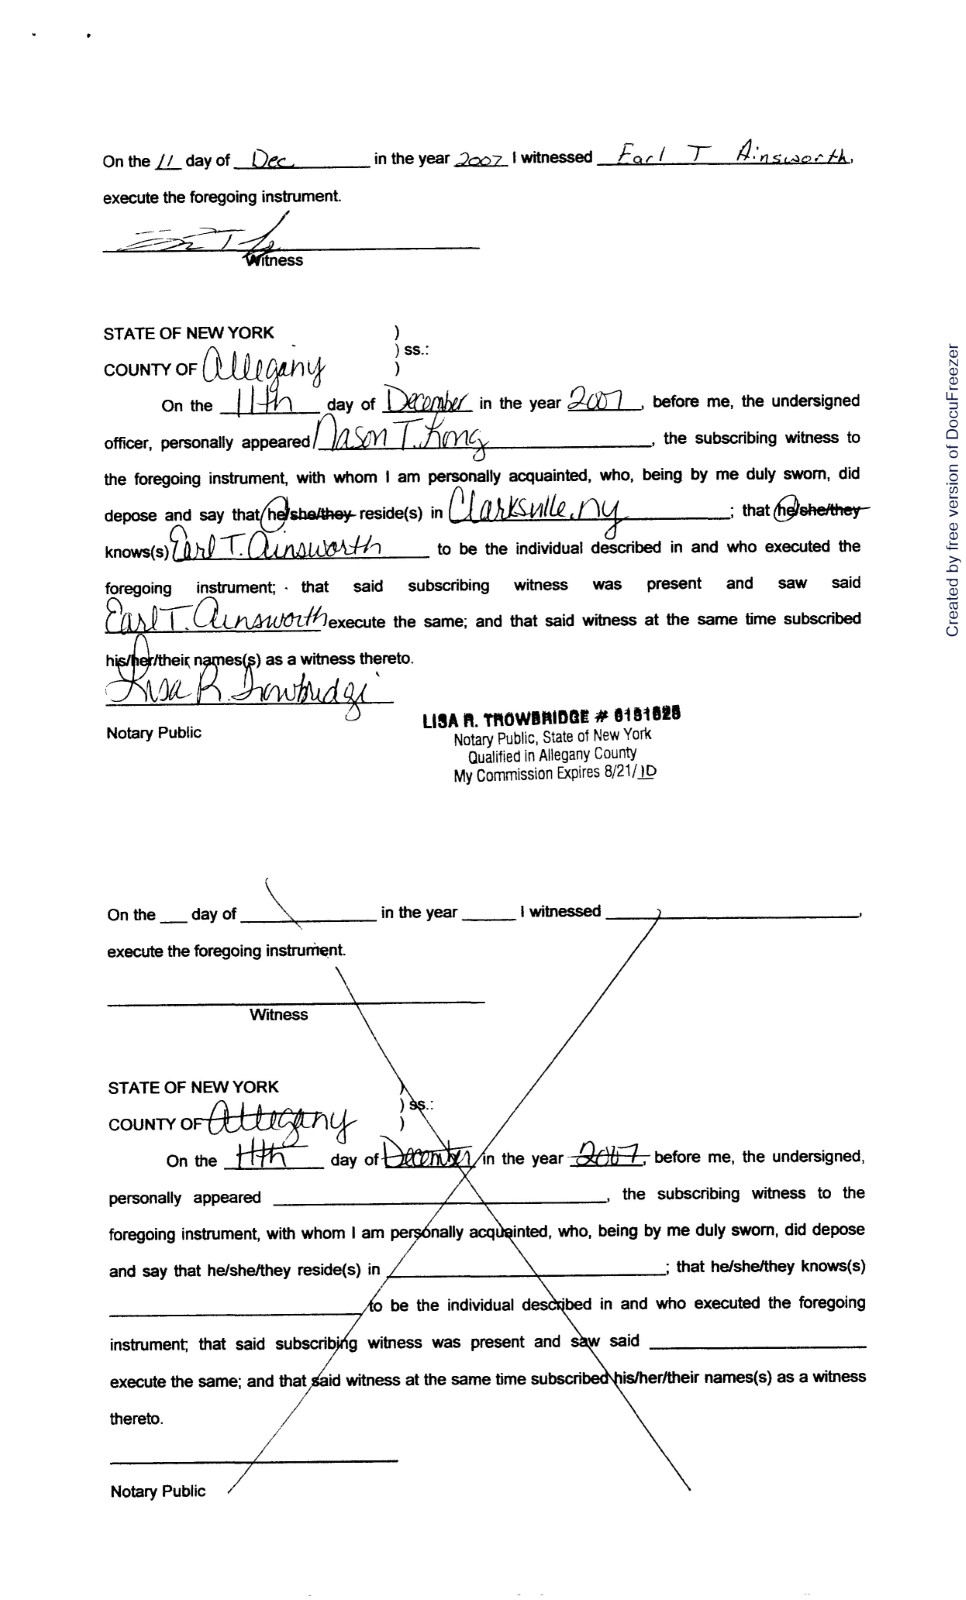 On the 11 day of Dec in the year 2007 I witnessed Earl T Ainsworth,
execute the foregoing instrument.
Witness
STATE OF NEW YORK )
) ss.:
COUNTY OF Allegany )
On the 11th day of December in the year 2007, before me, the undersigned
officer, personally appeared Jason T. Long, the subscribing witness to
the foregoing instrument, with whom I am personally acquainted, who, being by me duly sworn, did
depose and say that he/she/they reside(s) in Clarksville, NY; that he/she/they
knows(s) Earl T. Ainsworth to be the individual described in and who executed the
foregoing instrument; that said subscribing witness was present and saw said
Earl T. Ainsworth execute the same; and that said witness at the same time subscribed
his/her/their names(s) as a witness thereto.
Lisa R. Trowbridge
Notary Public
LISA R. TROWBRIDGE # 6161626
Notary Public, State of New York
Qualified in Allegany County
My Commission Expires 8/21/10
On the ___ day of ___ in the year ___ I witnessed ___,
execute the foregoing instrument.
Witness
STATE OF NEW YORK )
) ss.:
COUNTY OF Allegany )
On the 11th day of December in the year 2007, before me, the undersigned,
personally appeared ___, the subscribing witness to the
foregoing instrument, with whom I am personally acquainted, who, being by me duly sworn, did depose
and say that he/she/they reside(s) in ___; that he/she/they knows(s)
___ to be the individual described in and who executed the foregoing
instrument; that said subscribing witness was present and saw said ___
execute the same; and that said witness at the same time subscribed his/her/their names(s) as a witness
thereto.
Notary Public
Created by free version of DocuFreezer